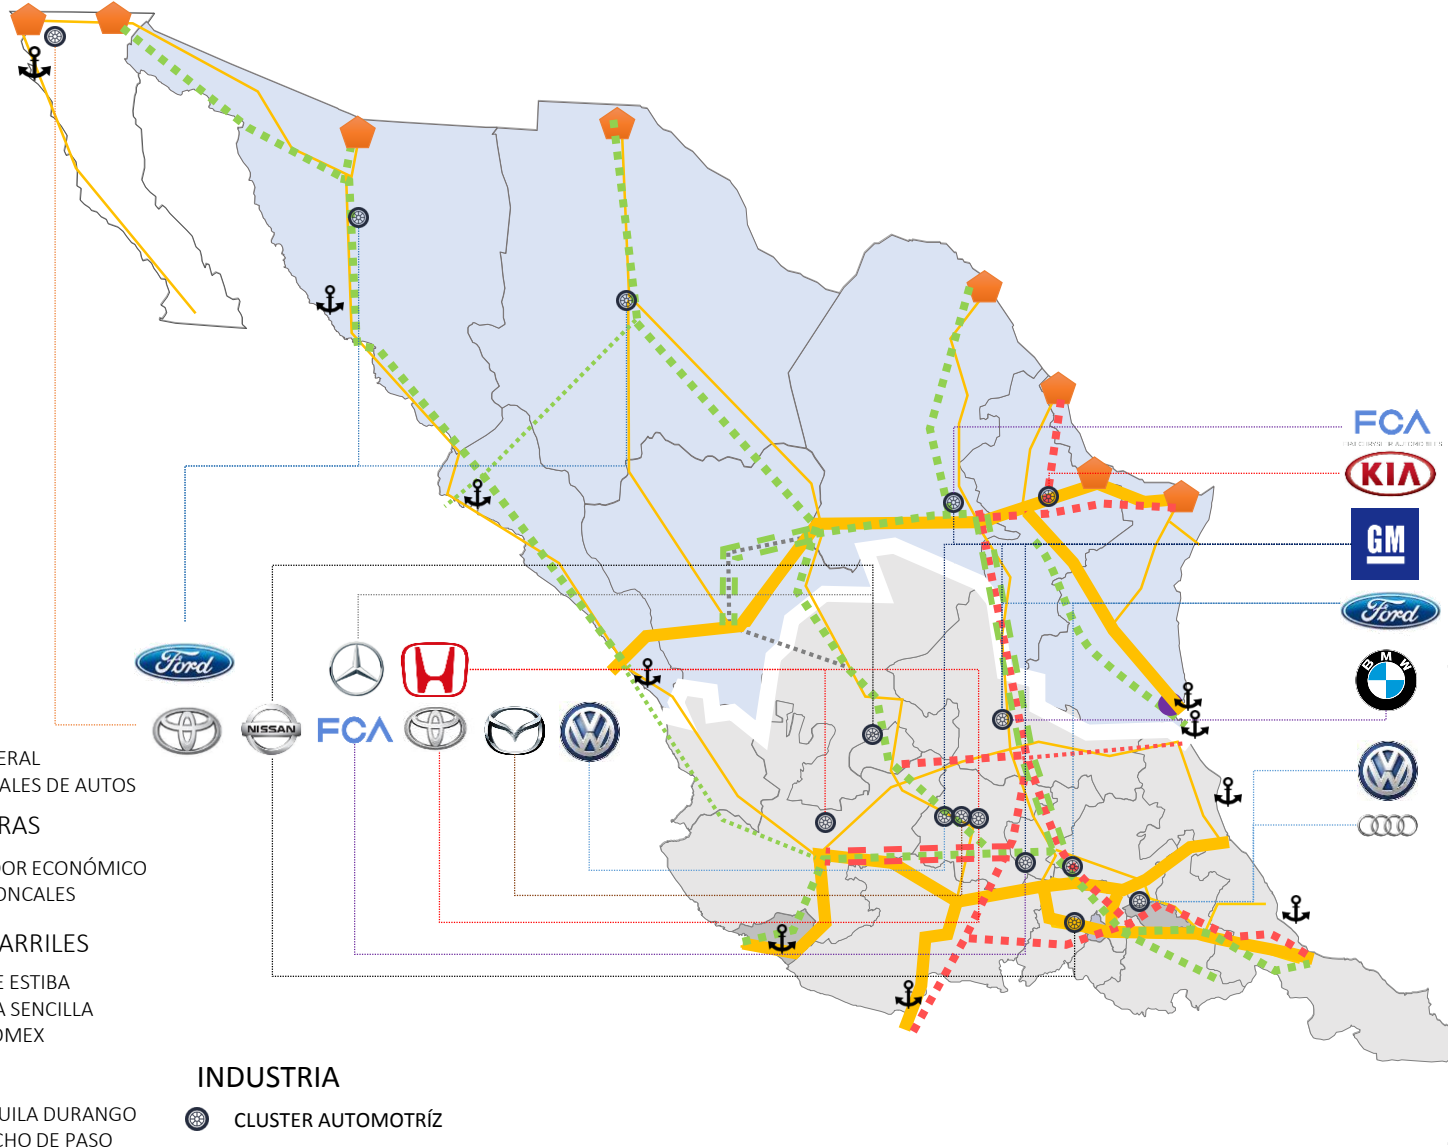 FCA
KIA
GM
Ford
BMW
Ford
NISSAN
FCA
ERAL
ALES DE AUTOS
RAS
DOR ECONÓMICO
ONCALES
ARRILES
E ESTIBA
A SENCILLA
OMEX
INDUSTRIA
CLUSTER AUTOMOTRÍZ
UILA DURANGO
CHO DE PASO